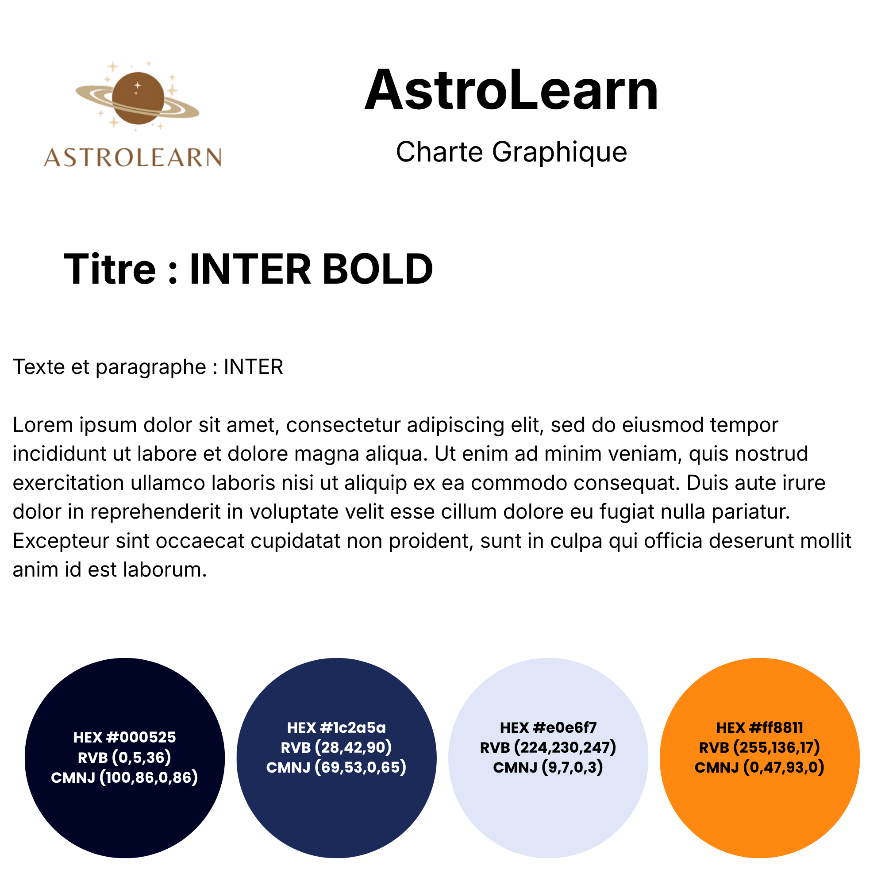 ASTROLEARN
AstroLearn
Charte Graphique
Titre : INTER BOLD
Texte et paragraphe : INTER
Lorem ipsum dolor sit amet, consectetur adipiscing elit, sed do eiusmod tempor
incididunt ut labore et dolore magna aliqua. Ut enim ad minim veniam, quis nostrud
exercitation ullamco laboris nisi ut aliquip ex ea commodo consequat. Duis aute irure
dolor in reprehenderit in voluptate velit esse cillum dolore eu fugiat nulla pariatur.
Excepteur sint occaecat cupidatat non proident, sunt in culpa qui officia deserunt mollit
anim id est laborum.
HEX #000525
RVB (0,5,36)
CMNJ (100,86,0,86)
HEX #1c2a5a
RVB (28,42,90)
CMNJ (69,53,0,65)
HEX #e0e6f7
RVB (224,230,247)
CMNJ (9,7,0,3)
HEX #ff8811
RVB (255,136,17)
CMNJ (0,47,93,0)